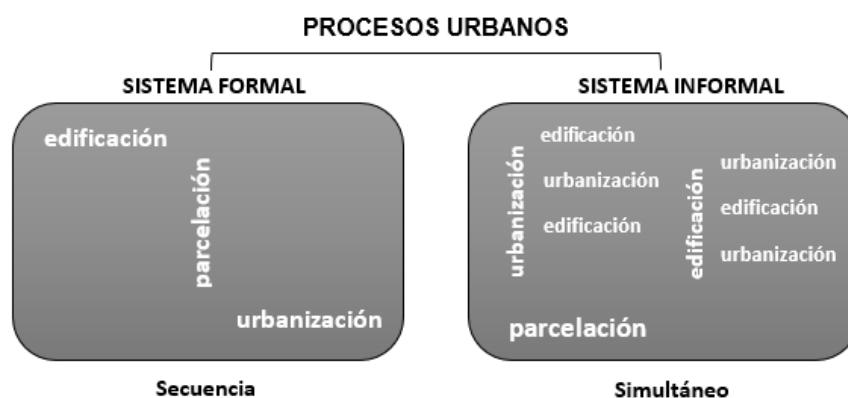 PROCESOS URBANOS
SISTEMA FORMAL
edificación
parcelación
urbanización
Secuencia
SISTEMA INFORMAL
urbanización
edificación
urbanización
edificación
edificación
urbanización
edificación
urbanización
parcelación
Simultáneo